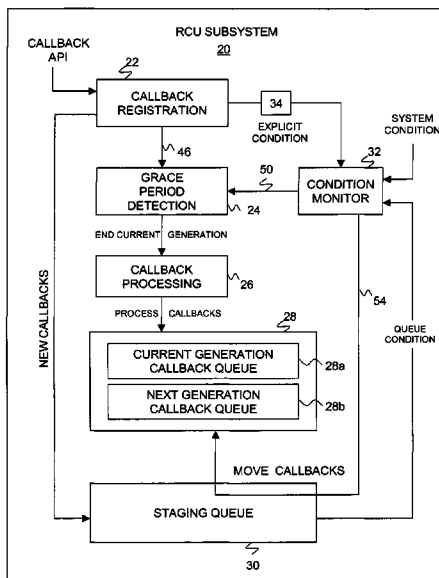 RCU SUBSYSTEM
20
CALLBACK
API
22
CALLBACK
REGISTRATION
34
EXPLICIT
CONDITION
SYSTEM
CONDITION
46
32
50
GRACE
PERIOD
DETECTION
24
CONDITION
MONITOR
END CURRENT GENERATION
CALLBACK
PROCESSING
26
54
NEW CALLBACKS
PROCESS CALLBACKS
28
QUEUE
CONDITION
CURRENT GENERATION
CALLBACK QUEUE
28a
NEXT GENERATION
CALLBACK QUEUE
28b
MOVE CALLBACKS
STAGING QUEUE
30